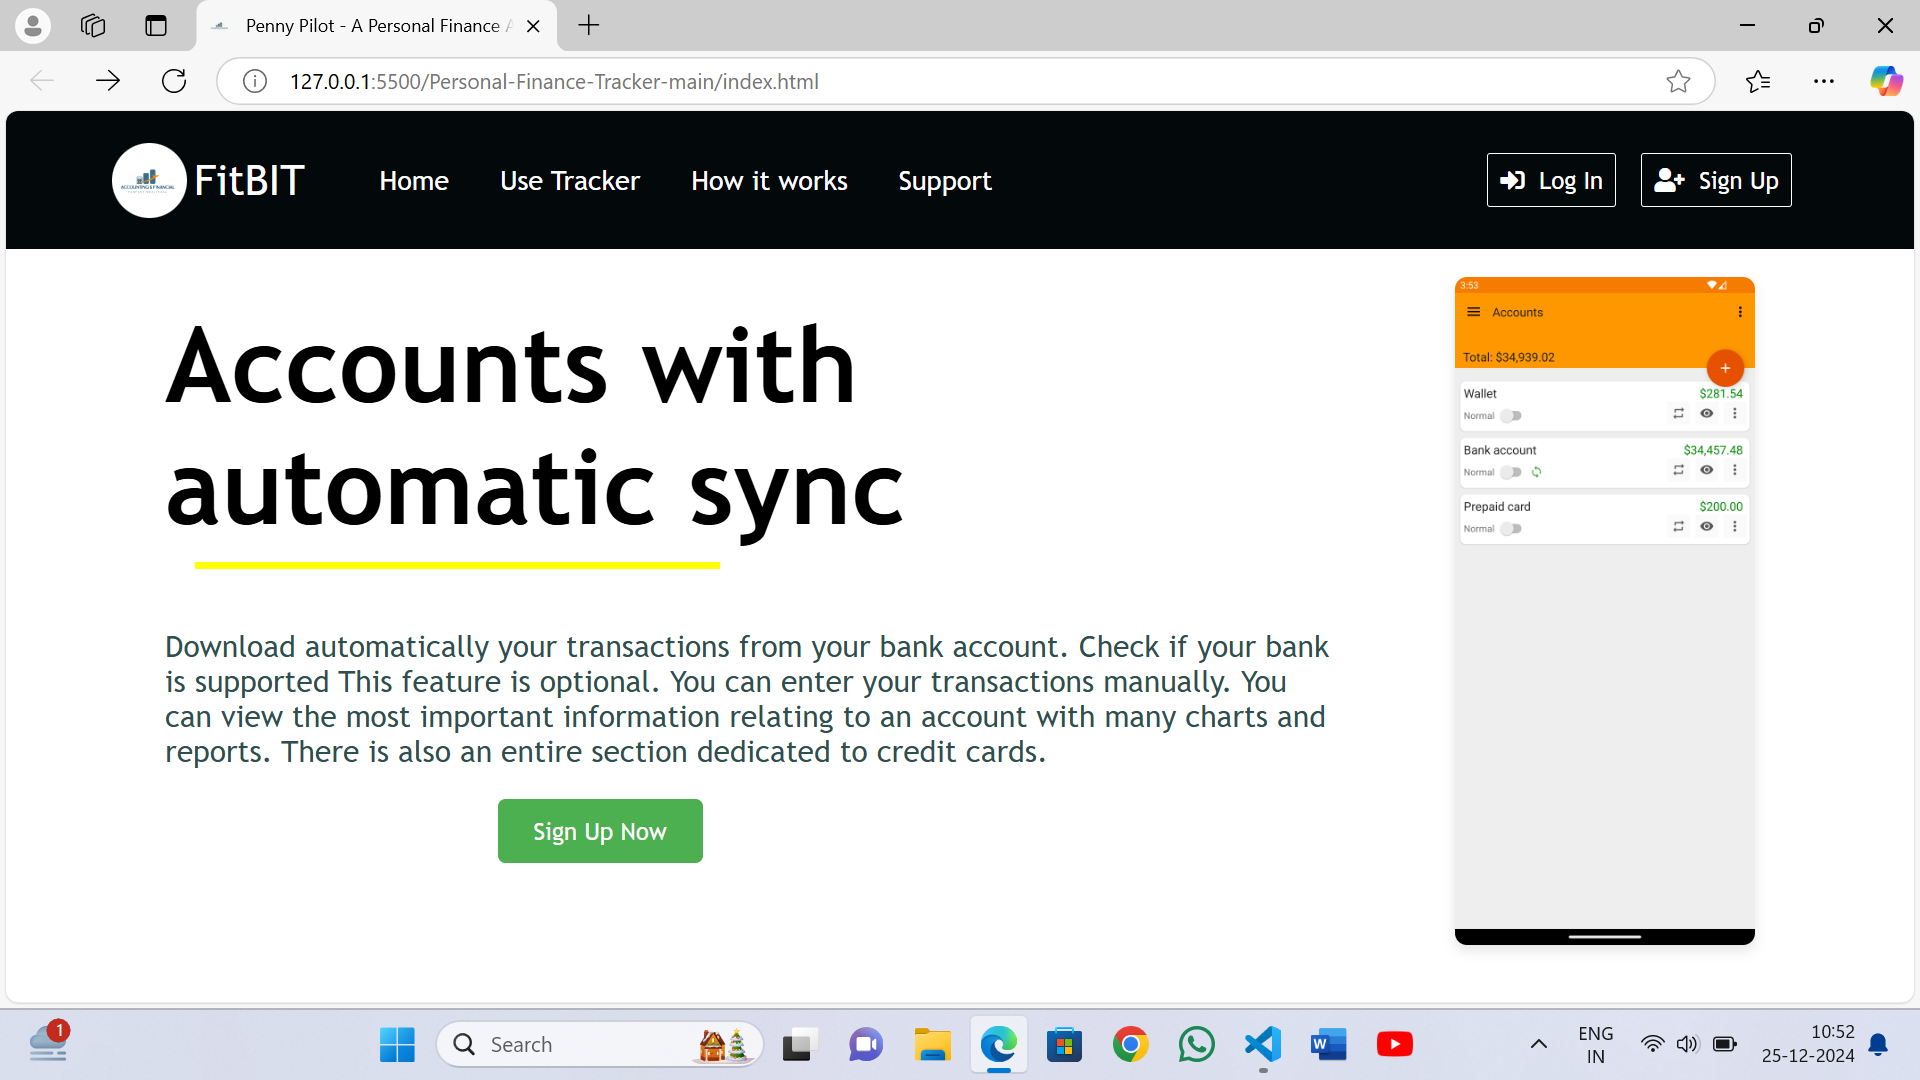 Penny Pilot - A Personal Finance A
127.0.0.1:5500/Personal-Finance-Tracker-main/index.html
ACCOUNTING & FINANCIAL
FitBIT
Home
Use Tracker
How it works
Support
Log In
Sign Up
Accounts with
automatic sync
Download automatically your transactions from your bank account. Check if your bank
is supported This feature is optional. You can enter your transactions manually. You
can view the most important information relating to an account with many charts and
reports. There is also an entire section dedicated to credit cards.
Sign Up Now
3:53
Accounts
Total: $34,939.02
+
Wallet
$281.54
Normal
Bank account
$34,457.48
Normal
Prepaid card
$200.00
Normal
1
Search
W
ENG
IN
10:52
25-12-2024